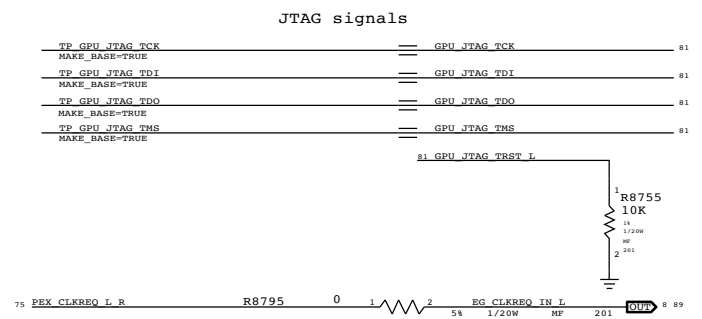 JTAG signals
TP_GPU_JTAG_TCK GPU_JTAG_TCK 81
MAKE_BASE=TRUE
TP_GPU_JTAG_TDI GPU_JTAG_TDI 81
MAKE_BASE=TRUE
TP_GPU_JTAG_TDO GPU_JTAG_TDO 81
MAKE_BASE=TRUE
TP_GPU_JTAG_TMS GPU_JTAG_TMS 81
MAKE_BASE=TRUE
81 GPU_JTAG_TRST_L
1
R8755
10K
1%
1/20W
MF
2 201
75 PEX_CLKREQ_L_R R8795 0 1 2 EG_CLKREQ_IN_L OUT 8 89
5% 1/20W MF 201